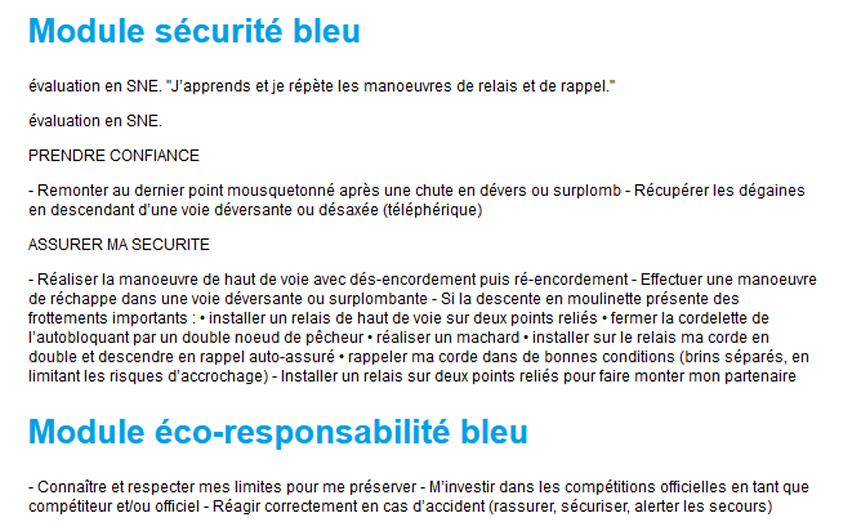 Module sécurité bleu
évaluation en SNE. "J'apprends et je répète les manoeuvres de relais et de rappel."
évaluation en SNE.
PRENDRE CONFIANCE
- Remonter au dernier point mousquetonné après une chute en dévers ou surplomb - Récupérer les dégaines
en descendant d'une voie déversante ou désaxée (téléphérique)
ASSURER MA SECURITE
- Réaliser la manoeuvre de haut de voie avec dés-encordement puis ré-encordement - Effectuer une manoeuvre
de réchappe dans une voie déversante ou surplombante - Si la descente en moulinette présente des
frottements importants : • installer un relais de haut de voie sur deux points reliés • fermer la cordelette de
l'autobloquant par un double noeud de pêcheur • réaliser un machard • installer sur le relais ma corde en
double et descendre en rappel auto-assuré • rappeler ma corde dans de bonnes conditions (brins séparés, en
limitant les risques d'accrochage) - Installer un relais sur deux points reliés pour faire monter mon partenaire
Module éco-responsabilité bleu
- Connaître et respecter mes limites pour me préserver - M'investir dans les compétitions officielles en tant que
compétiteur et/ou officiel - Réagir correctement en cas d'accident (rassurer, sécuriser, alerter les secours)